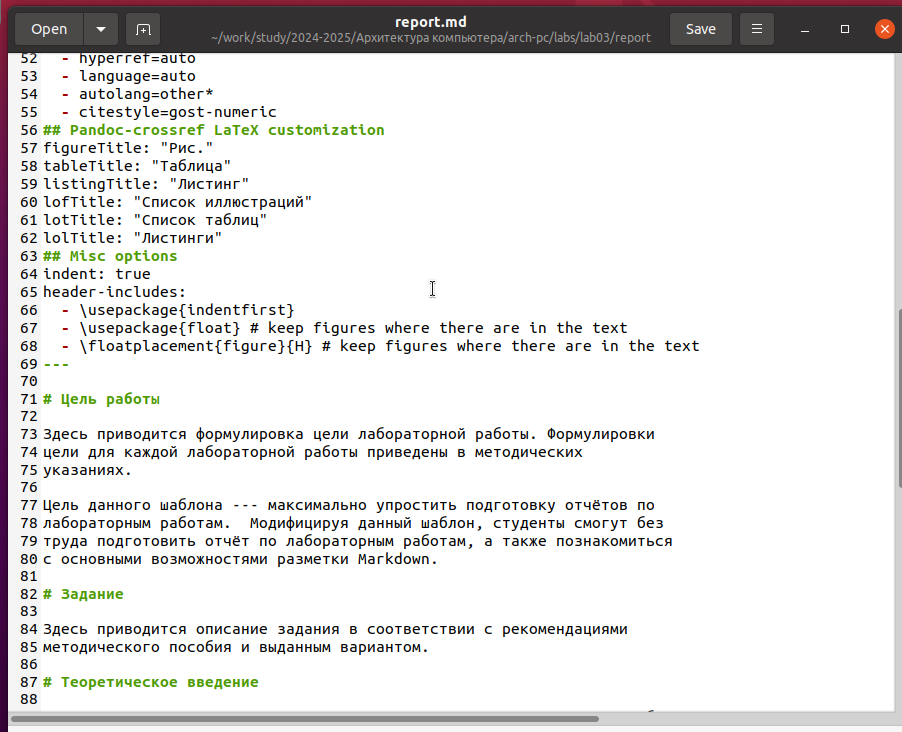 Open
report.md
~/work/study/2024-2025/Архитектура компьютера/arch-pc/labs/lab03/report
Save
52 - hyperref=auto
53 - language=auto
54 - autolang=other*
55 - citestyle=gost-numeric
56 ## Pandoc-crossref LaTeX customization
57 figureTitle: "Рис."
58 tableTitle: "Таблица"
59 listingTitle: "Листинг"
60 lofTitle: "Список иллюстраций"
61 lotTitle: "Список таблиц"
62 lolTitle: "Листинги"
63 ## Misc options
64 indent: true
65 header-includes:
66 - \usepackage{indentfirst}
67 - \usepackage{float} # keep figures where there are in the text
68 - \floatplacement{figure}{H} # keep figures where there are in the text
69 ---
70
71 # Цель работы
72
73 Здесь приводится формулировка цели лабораторной работы. Формулировки
74 цели для каждой лабораторной работы приведены в методических
75 указаниях.
76
77 Цель данного шаблона --- максимально упростить подготовку отчётов по
78 лабораторным работам.  Модифицируя данный шаблон, студенты смогут без
79 труда подготовить отчёт по лабораторным работам, а также познакомиться
80 с основными возможностями разметки Markdown.
81
82 # Задание
83
84 Здесь приводится описание задания в соответствии с рекомендациями
85 методического пособия и выданным вариантом.
86
87 # Теоретическое введение
88